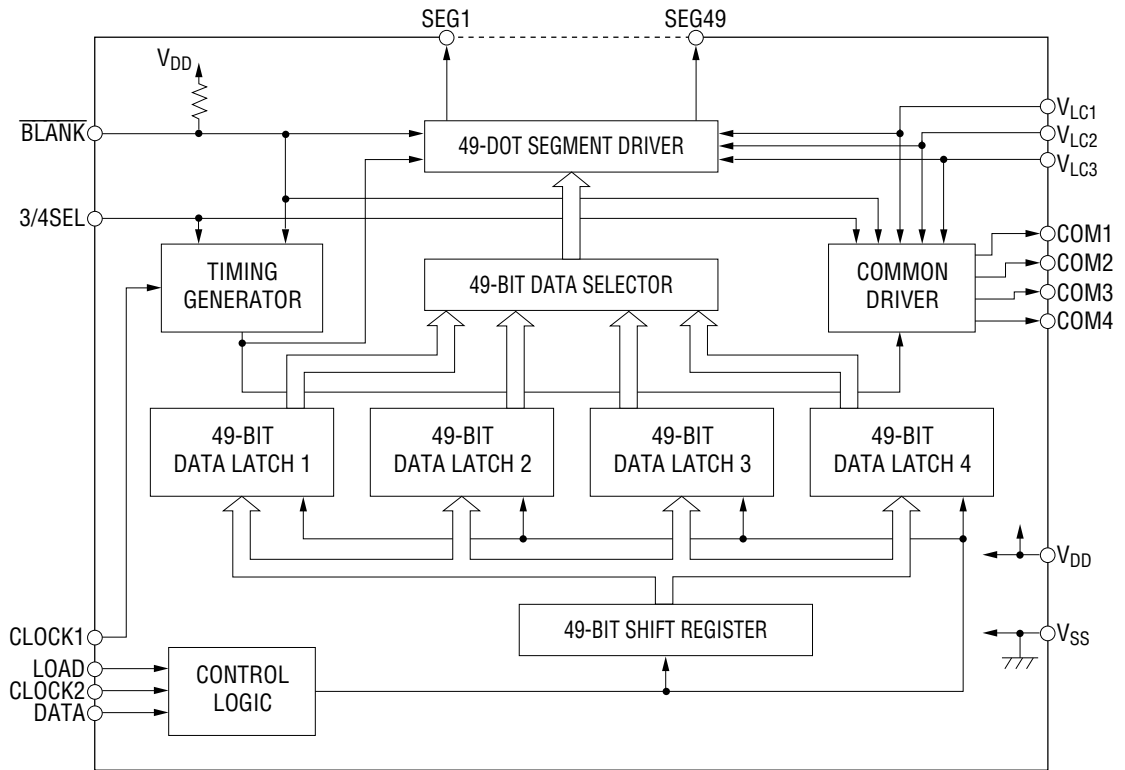 SEG1
SEG49
VDD
BLANK
VLC1
VLC2
VLC3
49-DOT SEGMENT DRIVER
3/4SEL
COM1
COM2
COM3
COM4
TIMING
GENERATOR
49-BIT DATA SELECTOR
COMMON
DRIVER
49-BIT
DATA LATCH 1
49-BIT
DATA LATCH 2
49-BIT
DATA LATCH 3
49-BIT
DATA LATCH 4
VDD
49-BIT SHIFT REGISTER
VSS
CLOCK1
LOAD
CLOCK2
DATA
CONTROL
LOGIC